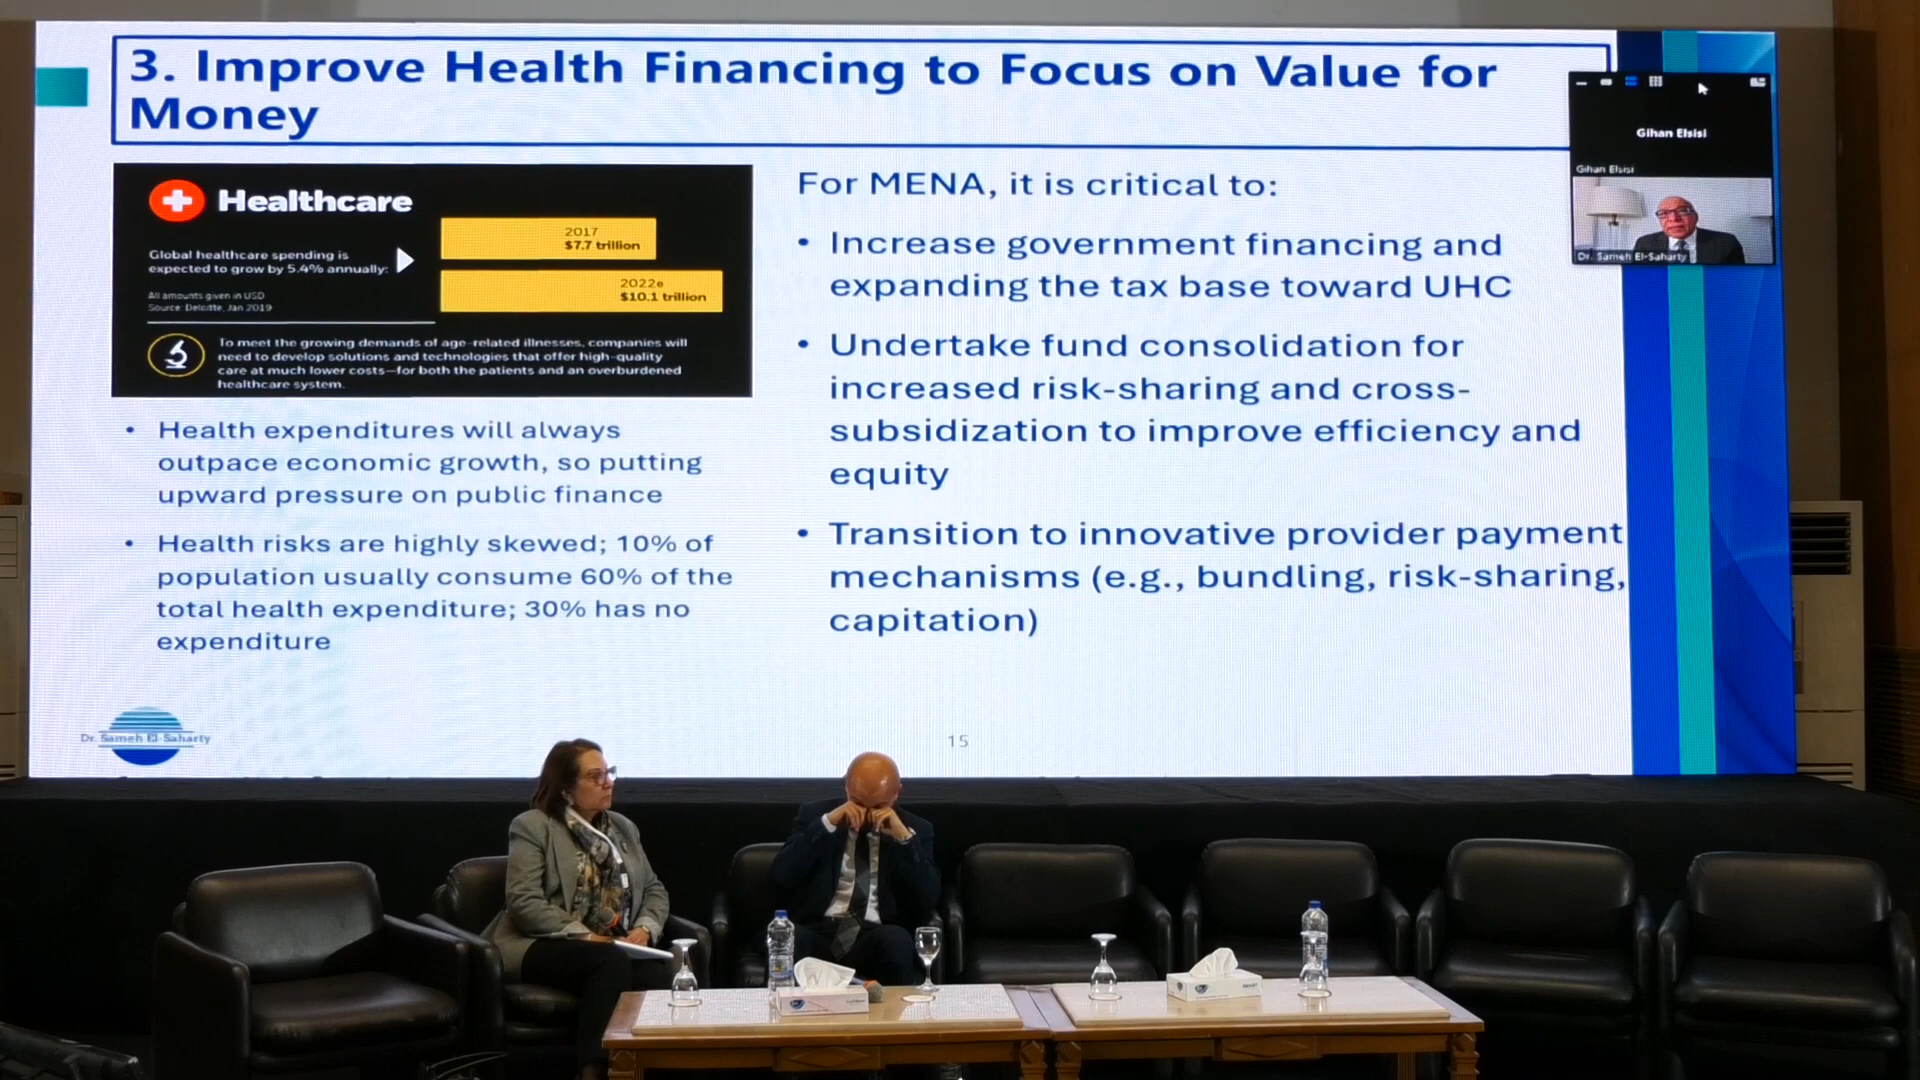 3. Improve Health Financing to Focus on Value for
Money
Healthcare
Global healthcare spending is
expected to grow by 5.4% annually:
All amounts given in USD
Source: Deloitte, Jan 2019
2017
$7.7 trillion
2022e
$10.1 trillion
To meet the growing demands of age-related illnesses, companies will
need to develop solutions and technologies that offer high-quality
care at much lower costs—for both the patients and an overburdened
healthcare system.
• Health expenditures will always
outpace economic growth, so putting
upward pressure on public finance
• Health risks are highly skewed; 10% of
population usually consume 60% of the
total health expenditure; 30% has no
expenditure
For MENA, it is critical to:
• Increase government financing and
expanding the tax base toward UHC
• Undertake fund consolidation for
increased risk-sharing and cross-
subsidization to improve efficiency and
equity
• Transition to innovative provider payment
mechanisms (e.g., bundling, risk-sharing,
capitation)
Gihan Elsisi
Gihan Elsisi
Dr. Sameh El-Saharty
Dr. Sameh El-Saharty
15